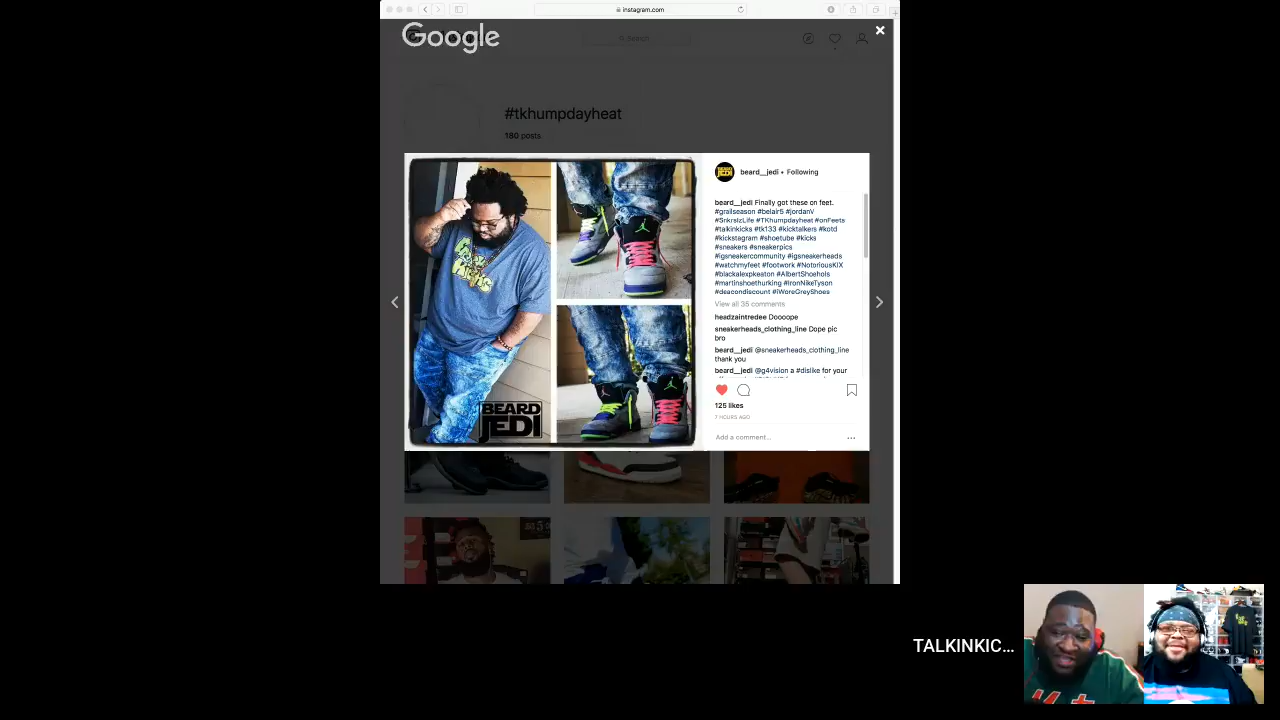 instagram.com
Google
Search
#tkhumpdayheat
180 posts
beard__jedi • Following
beard__jedi Finally got these on feet.
#grailseason #belair5 #jordanV
#SnkrsIzLife #TKhumpdayheat #onFeets
#talkinkicks #tk133 #kicktalkers #kotd
#kickstagram #shoetube #kicks
#sneakers #sneakerpics
#igsneakercommunity #igsneakerheads
#watchmyfeet #footwork #NotoriousKIX
#blackalexpkeaton #AlbertShoehols
#martinshoethurking #IronNikeTyson
#deacondiscount #iWoreGreyShoes
View all 35 comments
headzaintredee Doooope
sneakerheads_clothing_line Dope pic
bro
beard__jedi @sneakerheads_clothing_line
thank you
beard__jedi @g4vision a #dislike for your
125 likes
7 HOURS AGO
Add a comment...
BEARD
JEDI
TALKINKIC...